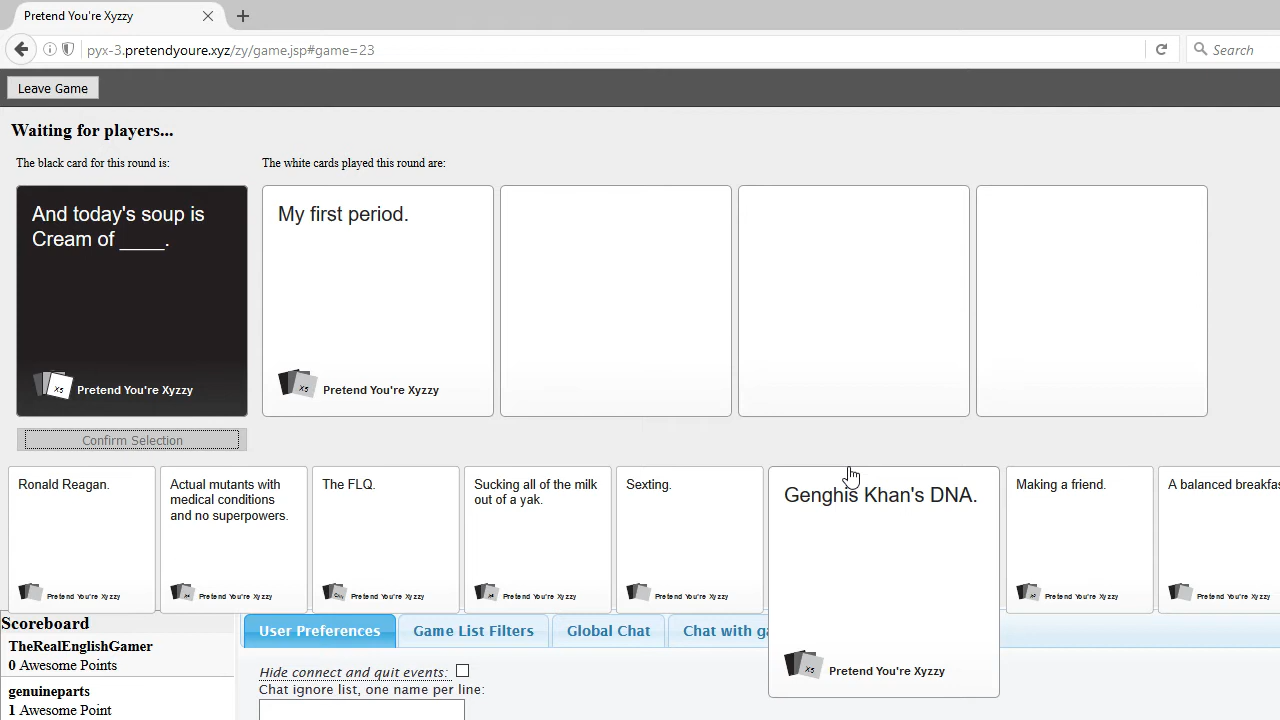 Pretend You're Xyzzy
pyx-3.pretendyoure.xyz/zy/game.jsp#game=23
Search
Leave Game
Waiting for players...
The black card for this round is:
The white cards played this round are:
And today's soup is
Cream of ____.
X5 Pretend You're Xyzzy
My first period.
X5 Pretend You're Xyzzy
Confirm Selection
Ronald Reagan.
Pretend You're Xyzzy
Actual mutants with
medical conditions
and no superpowers.
Pretend You're Xyzzy
The FLQ.
Pretend You're Xyzzy
Sucking all of the milk
out of a yak.
Pretend You're Xyzzy
Sexting.
Pretend You're Xyzzy
Genghis Khan's DNA.
X5 Pretend You're Xyzzy
Making a friend.
Pretend You're Xyzzy
A balanced breakfas
Pretend You're Xyzzy
Scoreboard
TheRealEnglishGamer
0 Awesome Points
genuineparts
1 Awesome Point
User Preferences
Game List Filters
Global Chat
Chat with ga
Hide connect and quit events:
Chat ignore list, one name per line: